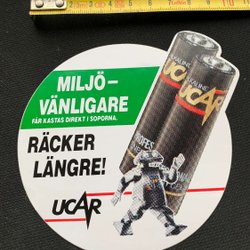 MILJÖ-
VÄNLIGARE
FÅR KASTAS DIREKT I SOPORNA.
RÄCKER
LÄNGRE!
UCAR
UCAR
UCAR